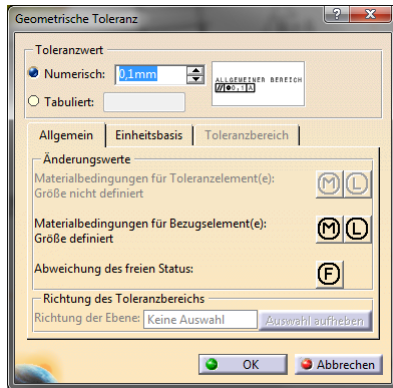 Geometrische Toleranz
Toleranzwert
Numerisch: 0,1mm
ALLGEMEINER BEREICH
0,1 A
Tabuliert:
Allgemein Einheitsbasis Toleranzbereich
Änderungswerte
Materialbedingungen für Toleranzelement(e):
Größe nicht definiert
M L
Materialbedingungen für Bezugselement(e):
Größe definiert
M L
Abweichung des freien Status:
F
Richtung des Toleranzbereichs
Richtung der Ebene: Keine Auswahl Auswahl aufheben
OK Abbrechen